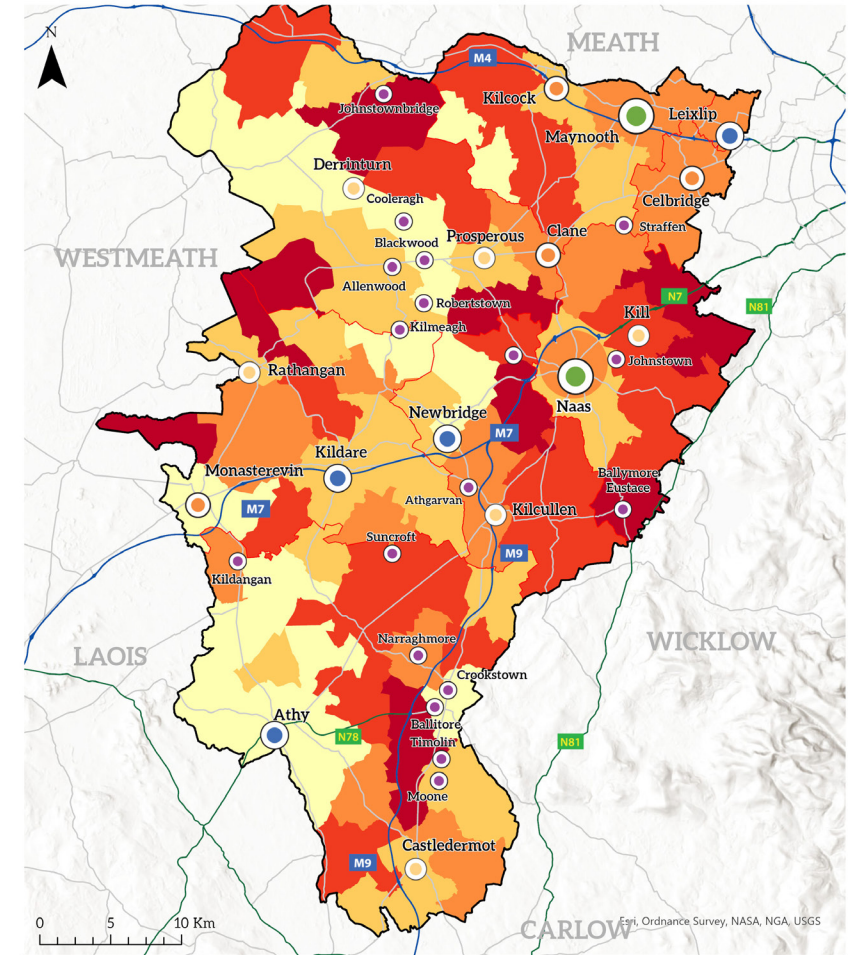 N
MEATH
M4
Kilcock
Johnstownbridge
Leixlip
Maynooth
Derrinturn
Celbridge
Cooleragh
Straffen
Clane
Prosperous
Blackwood
WESTMEATH
Allenwood
N7
N81
Robertstown
Kill
Kilmeagh
Johnstown
Rathangan
Naas
Newbridge
M7
Kildare
Monasterevin
Ballymore
Eustace
Athgarvan
M7
Kilcullen
Suncroft
M9
Kildangan
Narraghmore
WICKLOW
LAOIS
Crookstown
Athy
Ballitore
N78
Timolin
N81
Moone
Castledermot
M9
0 5 10 Km
Esri, Ordnance Survey, NASA, NGA, USGS
CARLOW